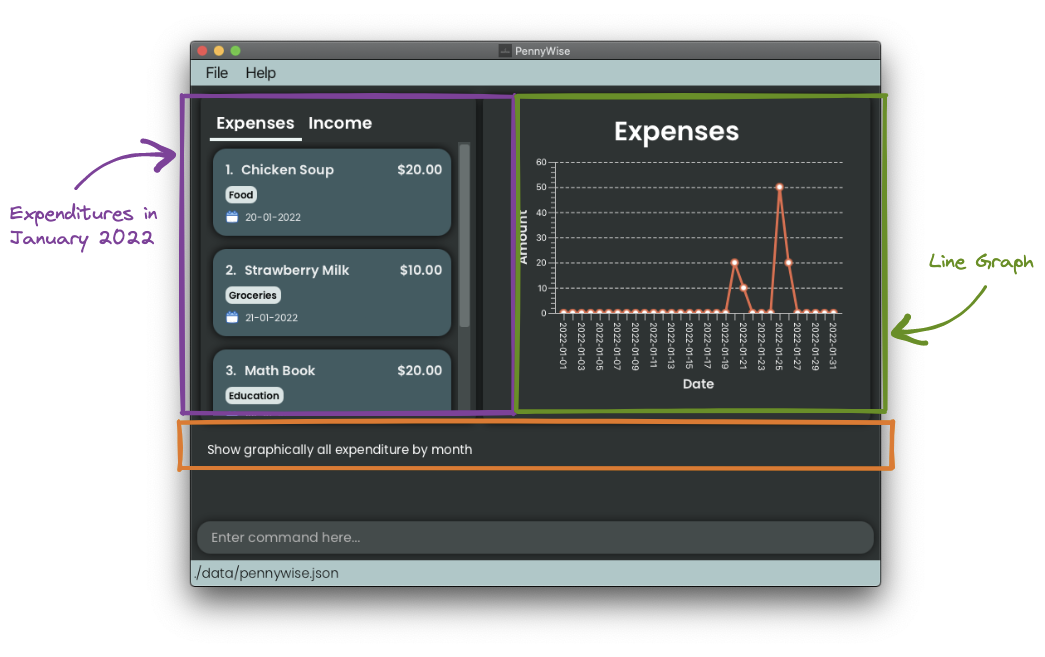 PennyWise
File Help
Expenses Income
1. Chicken Soup $20.00
Food
20-01-2022
2. Strawberry Milk $10.00
Groceries
21-01-2022
3. Math Book $20.00
Education
Expenses
60
50
40
30
20
10
0
Amount
2022-01-01
2022-01-03
2022-01-05
2022-01-07
2022-01-09
2022-01-11
2022-01-13
2022-01-15
2022-01-17
2022-01-19
2022-01-21
2022-01-23
2022-01-25
2022-01-27
2022-01-29
2022-01-31
Date
Expenditures in
January 2022
Line Graph
Show graphically all expenditure by month
Enter command here...
./data/pennywise.json